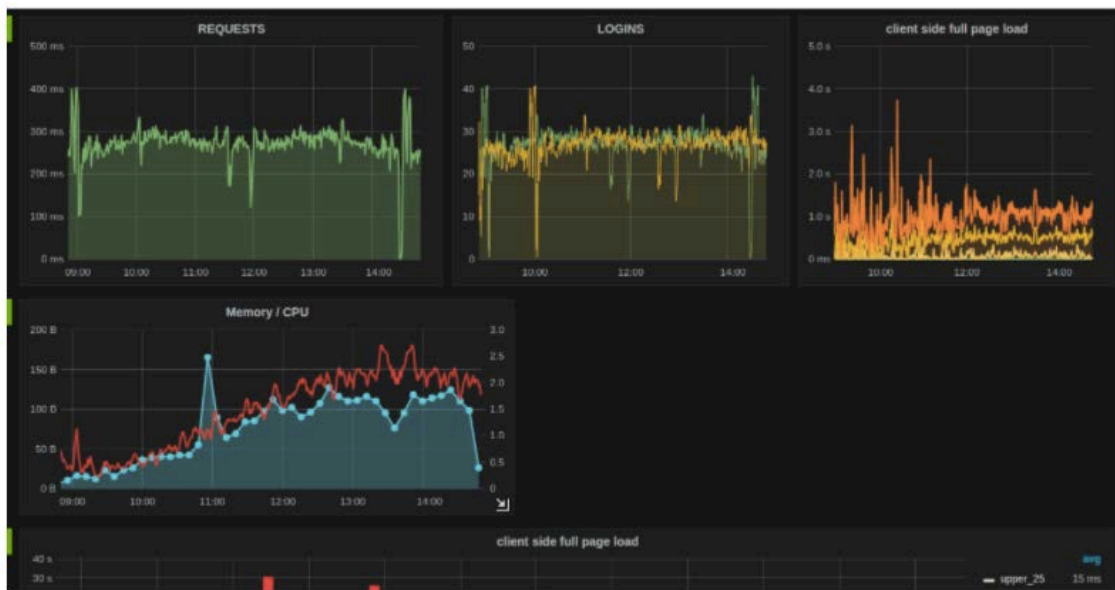 REQUESTS
500 ms
400 ms
300 ms
200 ms
100 ms
0 ms
09:00 10:00 11:00 12:00 13:00 14:00
LOGINS
50
40
30
20
10
0
10:00 12:00 14:00
client side full page load
5.0 s
4.0 s
3.0 s
2.0 s
1.0 s
0 ms
10:00 12:00 14:00
Memory / CPU
200 B
150 B
100 B
50 B
0 B
3.0
2.5
2.0
1.5
1.0
0.5
0
09:00 10:00 11:00 12:00 13:00 14:00
client side full page load
40 s
30 s
avg
upper_25 15 ms